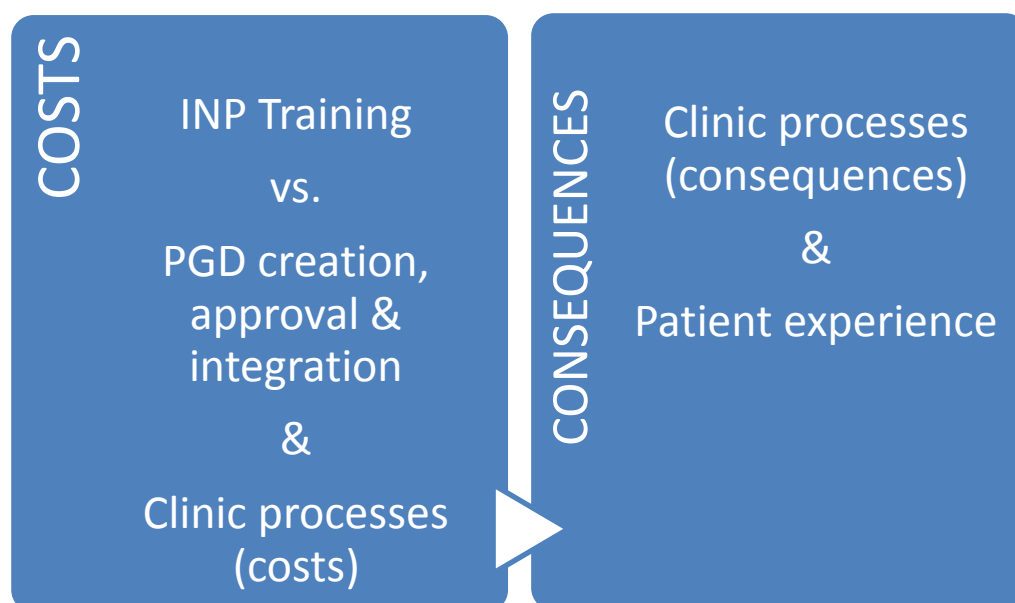 COSTS
INP Training
vs.
PGD creation,
approval &
integration
&
Clinic processes
(costs)
CONSEQUENCES
Clinic processes
(consequences)
&
Patient experience